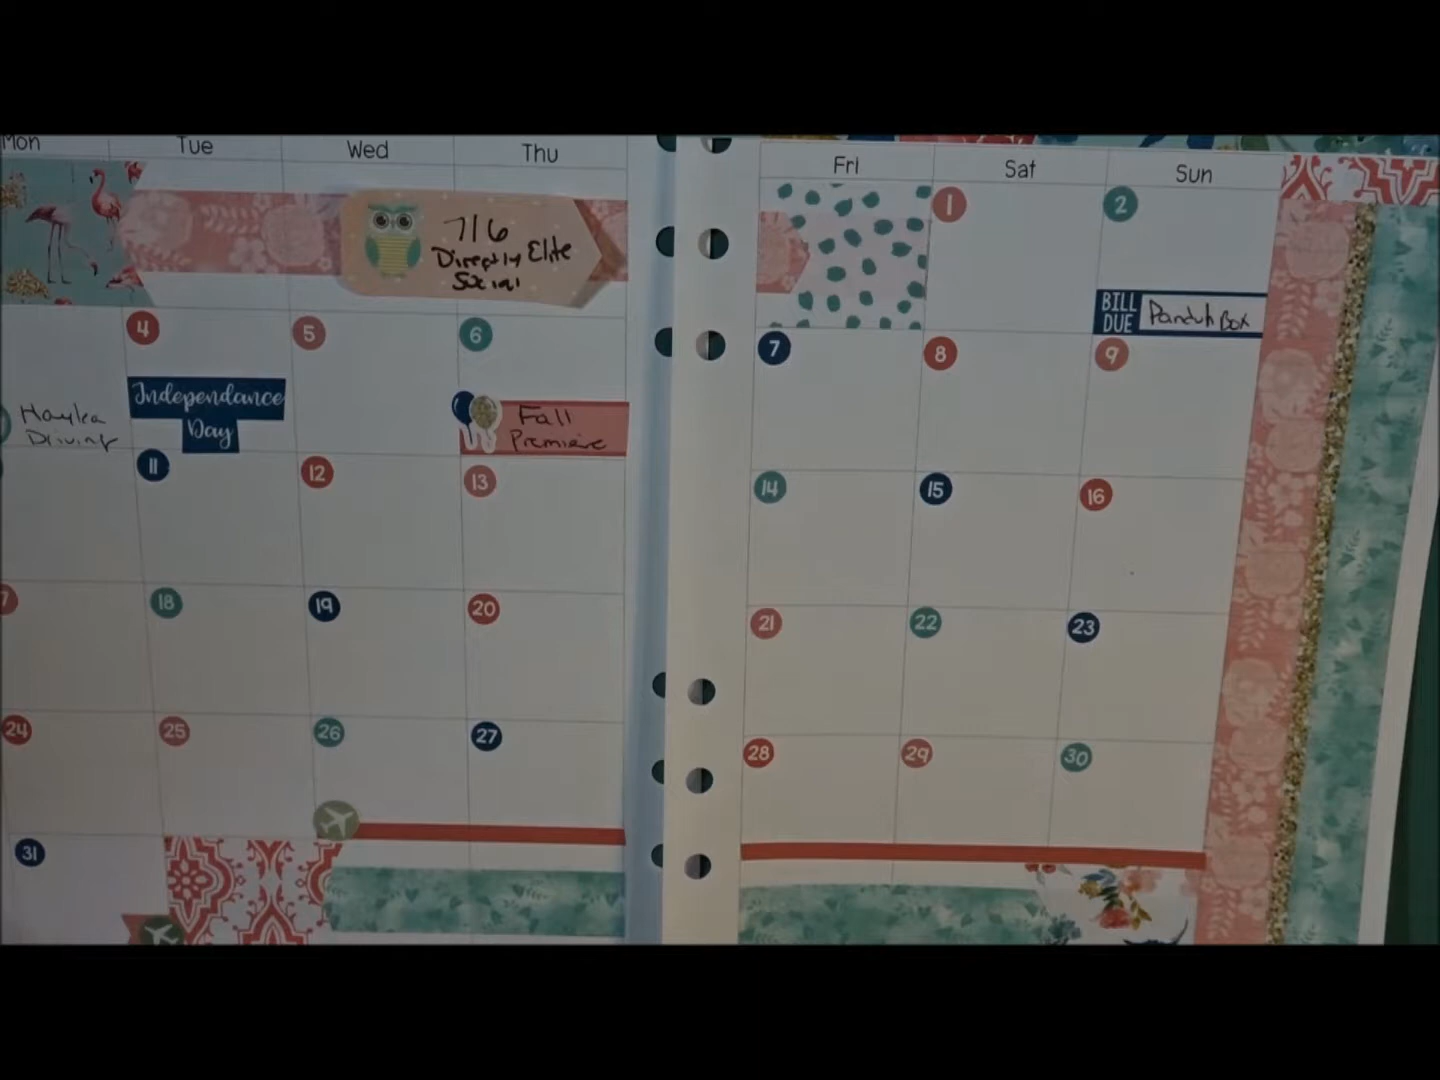 Mon Tue Wed Thu Fri Sat Sun
7/6
Directly Elite
Social
1 2
BILL
DUE
Box
4 5 6 7 8 9
Independance
Day
Fall
Premiere
Driving
11 12 13 14 15 16
18 19 20 21 22 23
24 25 26 27 28 29 30
31